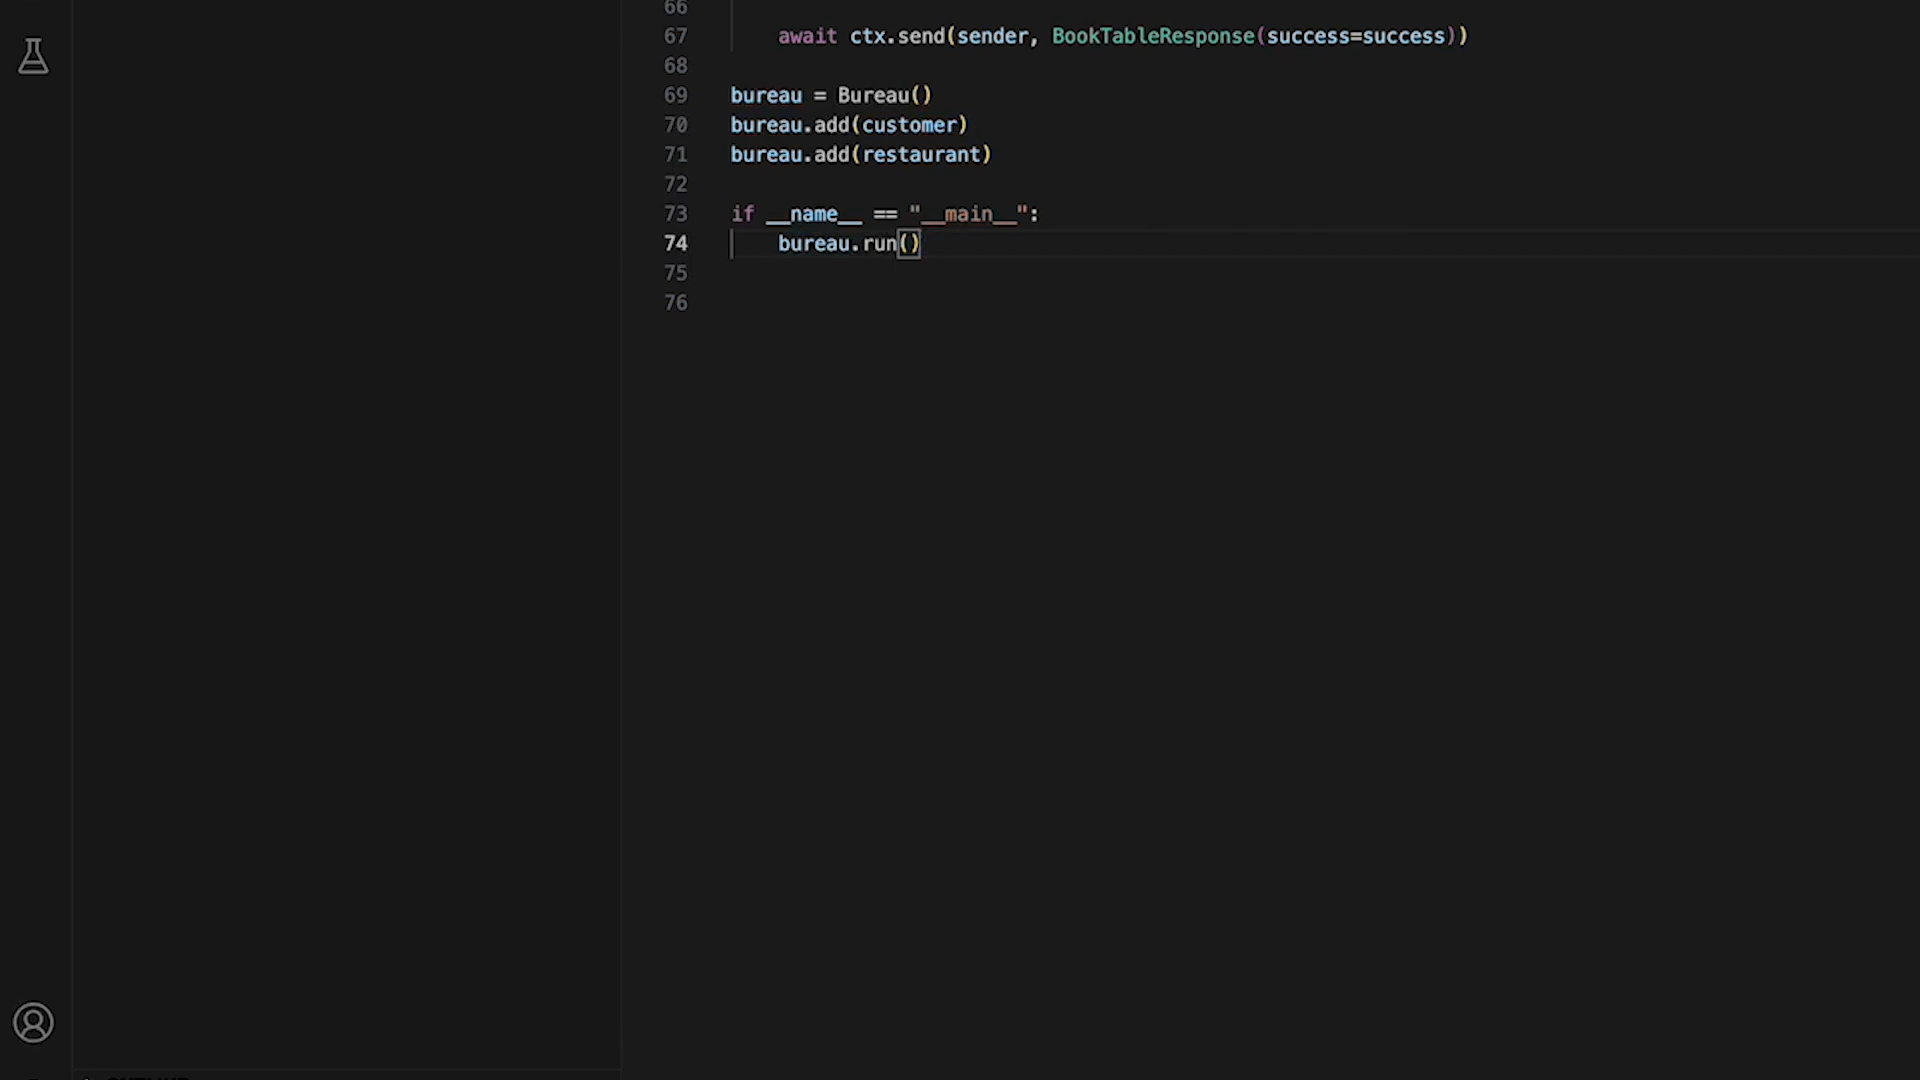 66
67 await ctx.send(sender, BookTableResponse(success=success))
68
69 bureau = Bureau()
70 bureau.add(customer)
71 bureau.add(restaurant)
72
73 if __name__ == "__main__":
74 bureau.run()
75
76